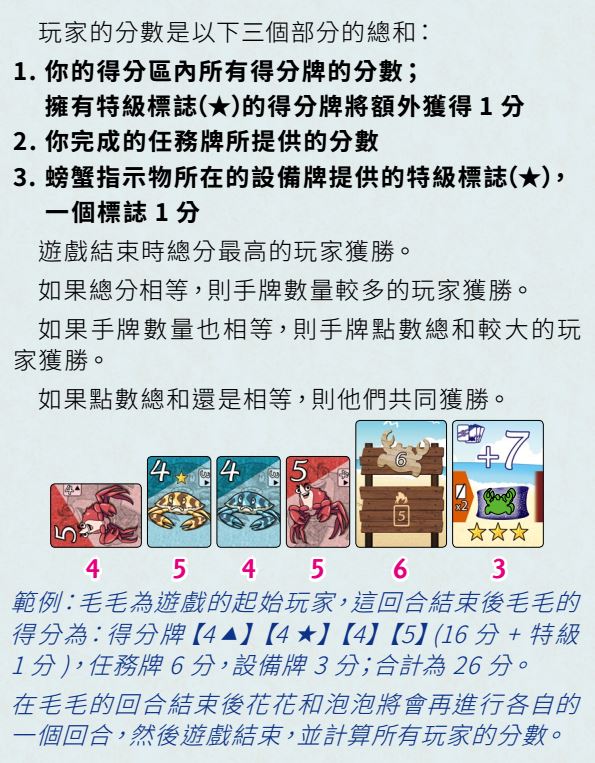 玩家的分數是以下三個部分的總和：
1. 你的得分區內所有得分牌的分數；
擁有特級標誌(★)的得分牌將額外獲得 1 分
2. 你完成的任務牌所提供的分數
3. 螃蟹指示物所在的設備牌提供的特級標誌(★)，
一個標誌 1 分
遊戲結束時總分最高的玩家獲勝。
如果總分相等，則手牌數量較多的玩家獲勝。
如果手牌數量也相等，則手牌點數總和較大的玩
家獲勝。
如果點數總和還是相等，則他們共同獲勝。
5 4 4 5 6 5 +7 x2
4 5 4 5 6 3
範例：毛毛為遊戲的起始玩家，這回合結束後毛毛的
得分為：得分牌【4▲】【4★】【4】【5】(16 分 + 特級
1 分 )，任務牌 6 分，設備牌 3 分；合計為 26 分。
在毛毛的回合結束後花花和泡泡將會再進行各自的
一個回合，然後遊戲結束，並計算所有玩家的分數。